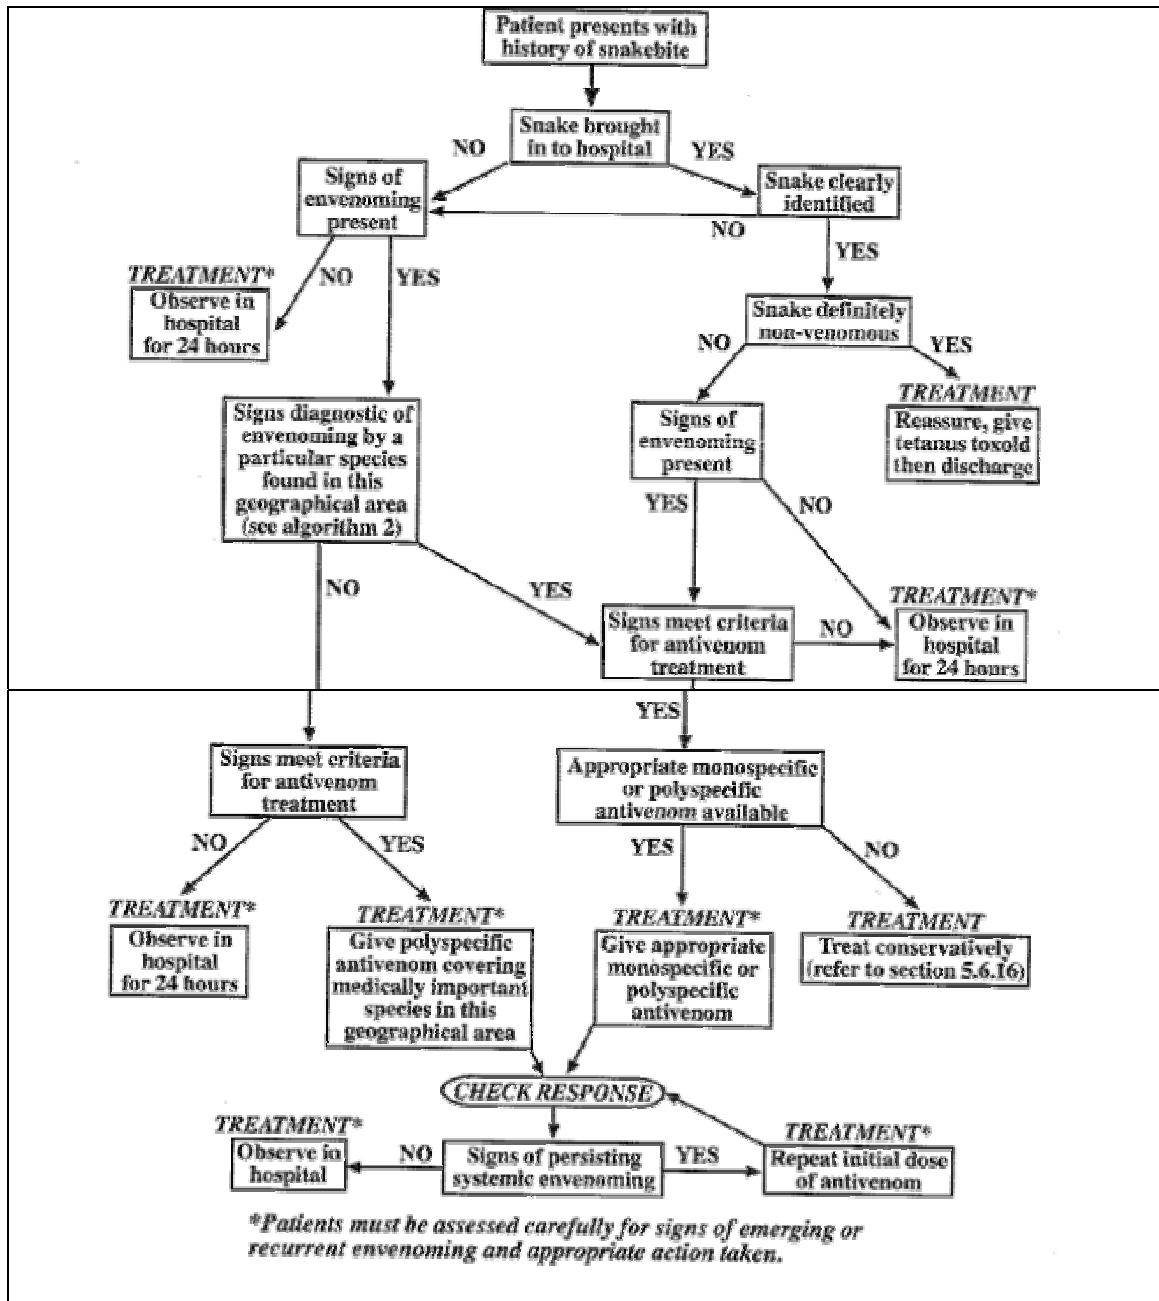 Patient presents with
history of snakebite
Snake brought
in to hospital
NO
YES
Signs of
envenoming
present
Snake clearly
identified
NO
YES
TREATMENT*
NO
YES
Observe in
hospital
for 24 hours
Snake definitely
non-venomous
NO
YES
TREATMENT
Reassure, give
tetanus toxold
then discharge
Signs diagnostic of
envenoming by a
particular species
found in this
geographical area
(see algorithm 2)
Signs of
envenoming
present
YES
NO
NO
YES
TREATMENT*
Signs meet criteria
for antivenom
treatment
NO
Observe in
hospital
for 24 hours
YES
Signs meet criteria
for antivenom
treatment
Appropriate monospecific
or polyspecific
antivenom available
NO
YES
YES
NO
TREATMENT*
Observe in
hospital
for 24 hours
TREATMENT*
Give polyspecific
antivenom covering
medically important
species in this
geographical area
TREATMENT*
Give appropriate
monospecific or
polyspecific
antivenom
TREATMENT
Treat conservatively
(refer to section 5.6.16)
CHECK RESPONSE
TREATMENT*
Observe in
hospital
NO
Signs of persisting
systemic envenoming
YES
TREATMENT*
Repeat initial dose
of antivenom
*Patients must be assessed carefully for signs of emerging or
recurrent envenoming and appropriate action taken.